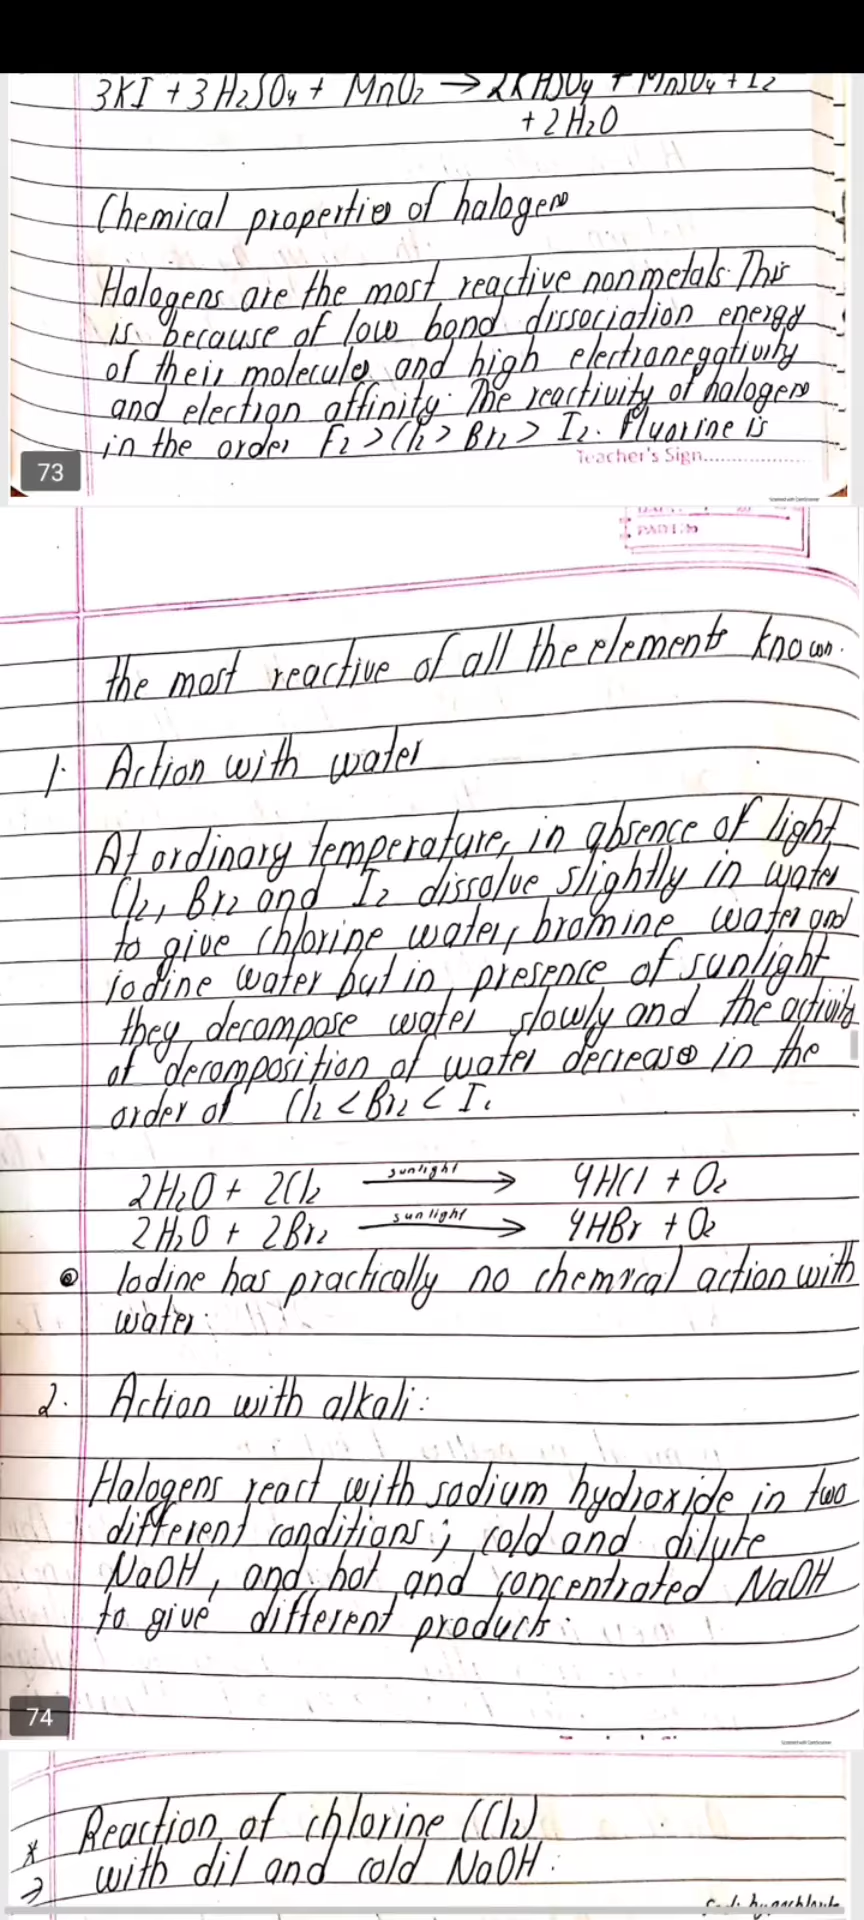 3KI + 3H₂SO₄ + MnO₂ → 2KHSO₄ + MnSO₄ + I₂
+ 2H₂O
Chemical properties of halogens
Halogens are the most reactive nonmetals. This
is because of low bond dissociation energy
of their molecules and high electronegativity
and electron affinity. The reactivity of halogens
in the order F₂ > Cl₂ > Br₂ > I₂. Fluorine is
Teacher's Sign..................
73
Scanned with CamScanner
the most reactive of all the elements known.
1. Action with water
At ordinary temperature, in absence of light,
Cl₂, Br₂ and I₂ dissolve slightly in water
to give chlorine water, bromine water and
iodine water but in presence of sunlight
they decompose water slowly and the activity
of decomposition of water decreases in the
order of Cl₂ < Br₂ < I.
2H₂O + 2Cl₂ sunlight → 4HCl + O₂
2H₂O + 2Br₂ sunlight → 4HBr + O₂
Iodine has practically no chemical action with
water.
2. Action with alkali:
Halogens react with sodium hydroxide in two
different conditions; cold and dilute
NaOH, and hot and concentrated NaOH
to give different products.
74
Scanned with CamScanner
* Reaction of chlorine (Cl₂)
→ with dil and cold NaOH: